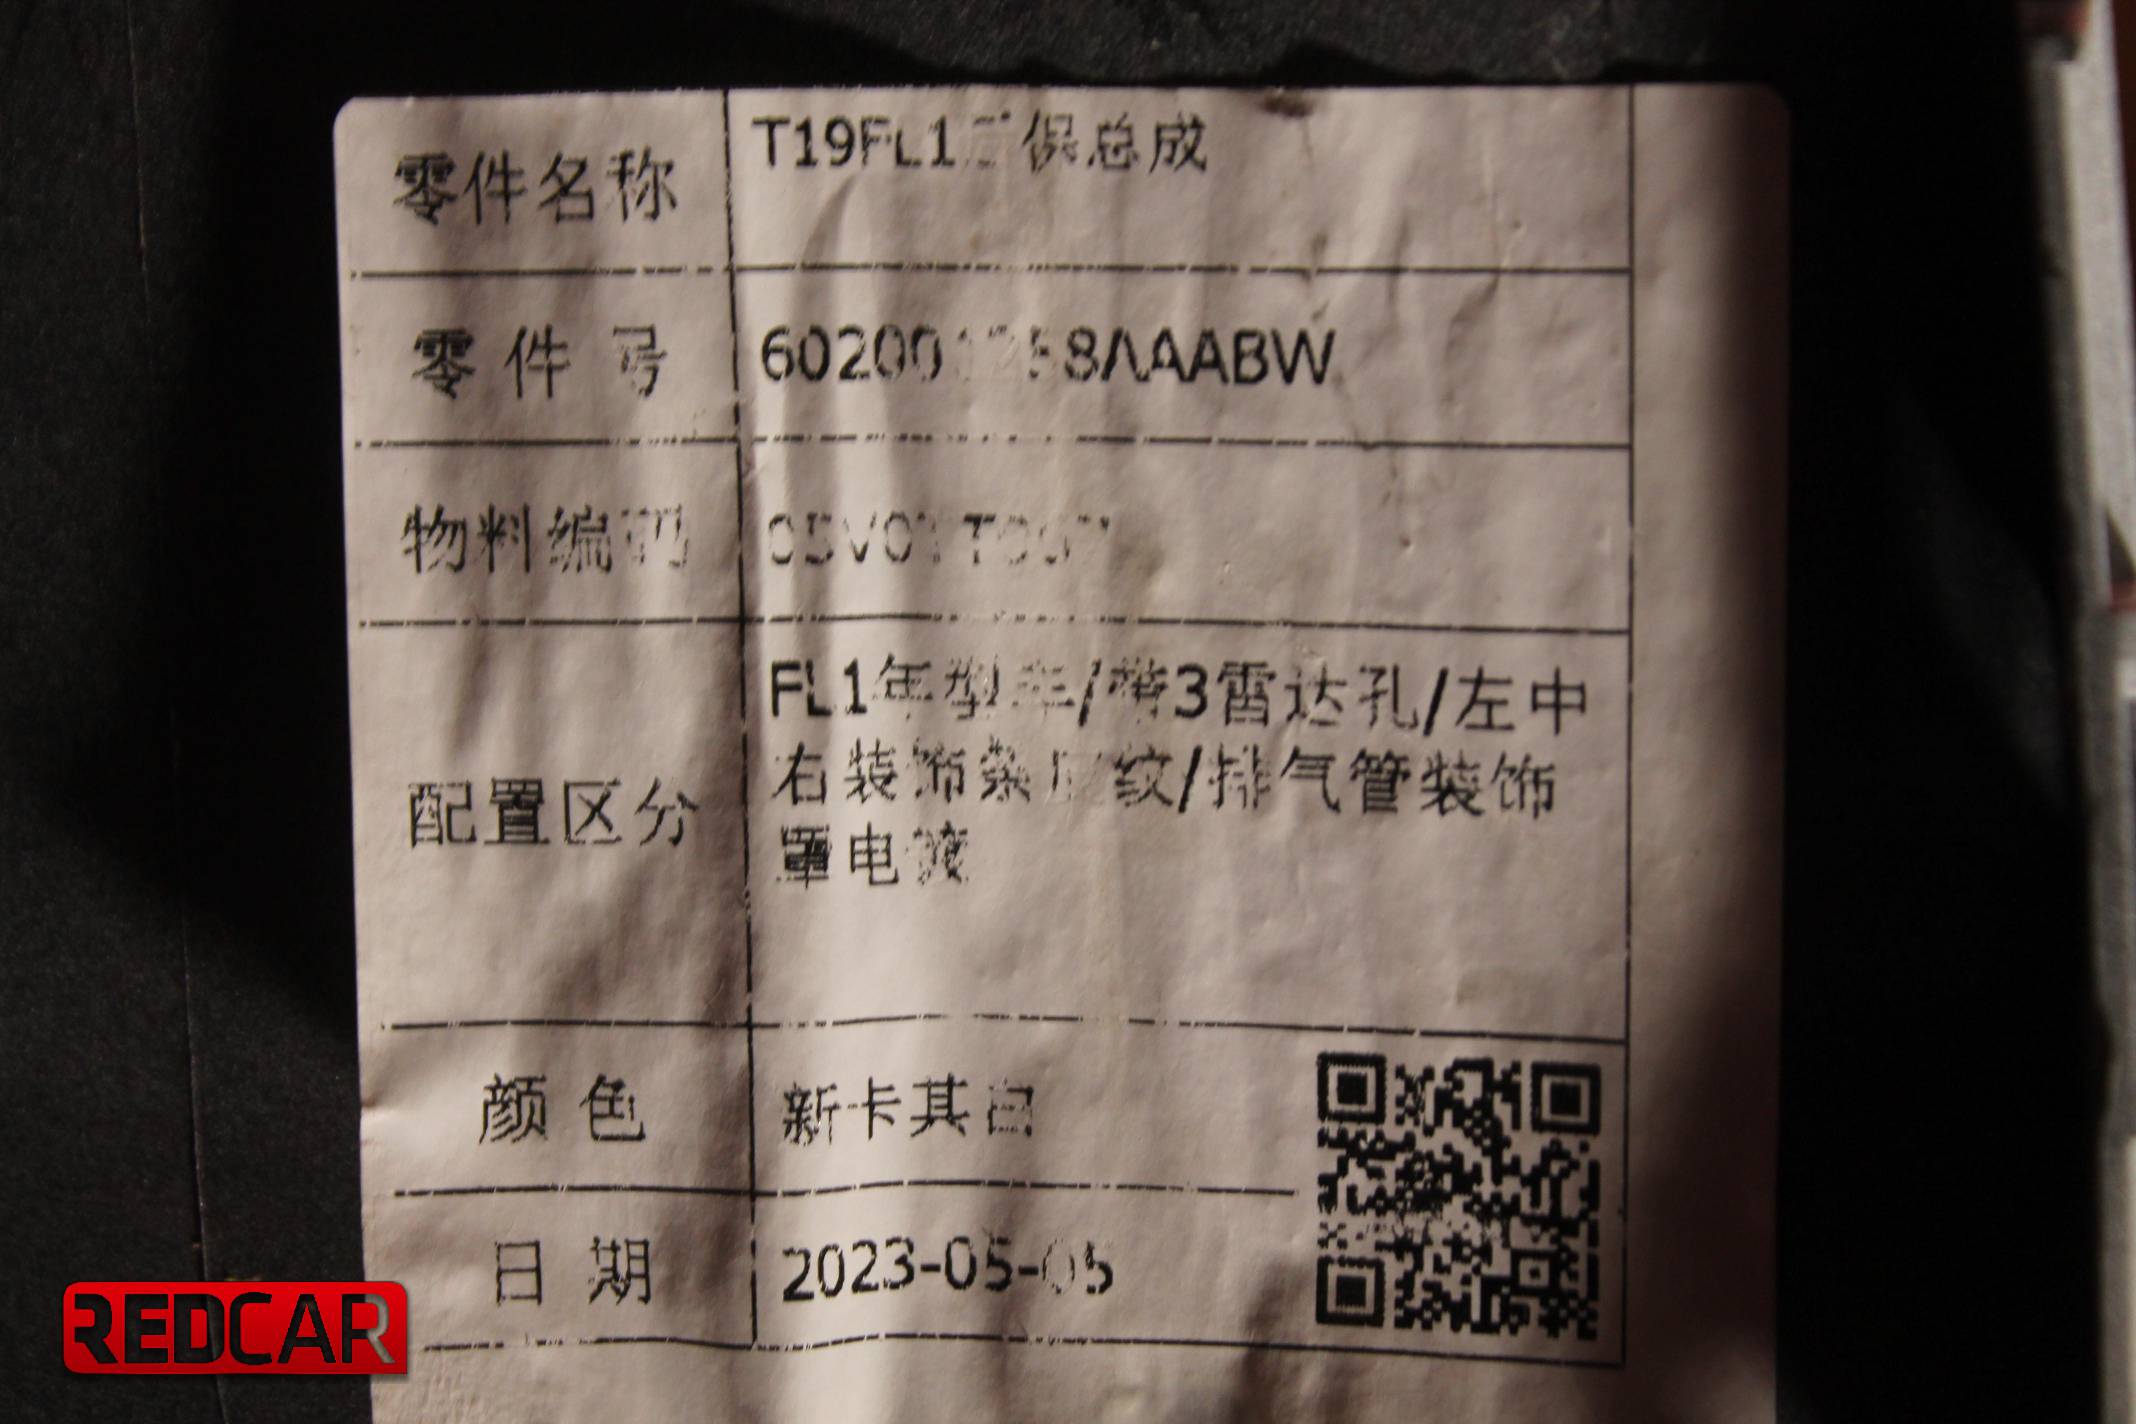 零件名称 T19FL1后保总成
零件号
物料编码
FL1年型车/带3雷达孔/左中
配置区分 右装饰条皮纹/排气管装饰
罩电镀
颜色 新卡其白
日期 2023-05-05
REDCAR